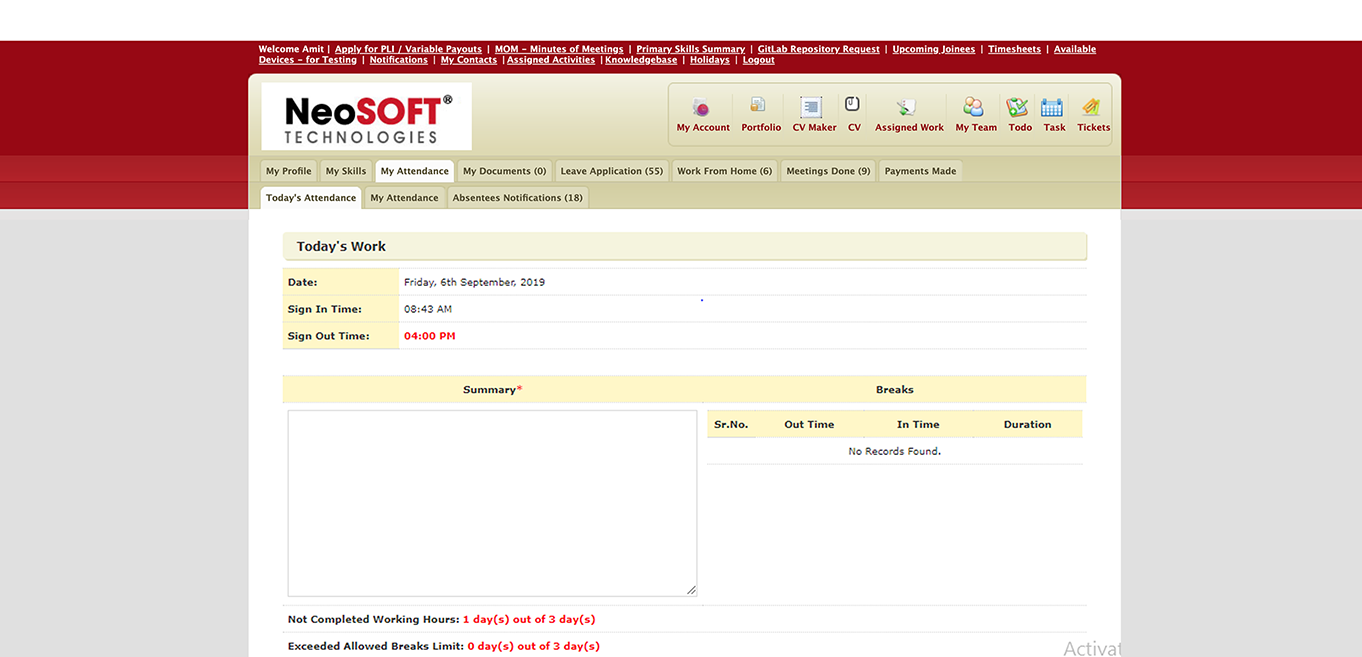 Welcome Amit | Apply for PLI / Variable Payouts | MOM - Minutes of Meetings | Primary Skills Summary | GitLab Repository Request | Upcoming Joinees | Timesheets | Available
Devices - for Testing | Notifications | My Contacts | Assigned Activities | Knowledgebase | Holidays | Logout
NeoSOFT®
TECHNOLOGIES
My Account Portfolio CV Maker CV Assigned Work My Team Todo Task Tickets
My Profile My Skills My Attendance My Documents (0) Leave Application (55) Work From Home (6) Meetings Done (9) Payments Made
Today's Attendance My Attendance Absentees Notifications (18)
Today's Work
Date: Friday, 6th September, 2019
Sign In Time: 08:43 AM
Sign Out Time: 04:00 PM
Summary* Breaks
Sr.No. Out Time In Time Duration
No Records Found.
Not Completed Working Hours: 1 day(s) out of 3 day(s)
Exceeded Allowed Breaks Limit: 0 day(s) out of 3 day(s)
Activat